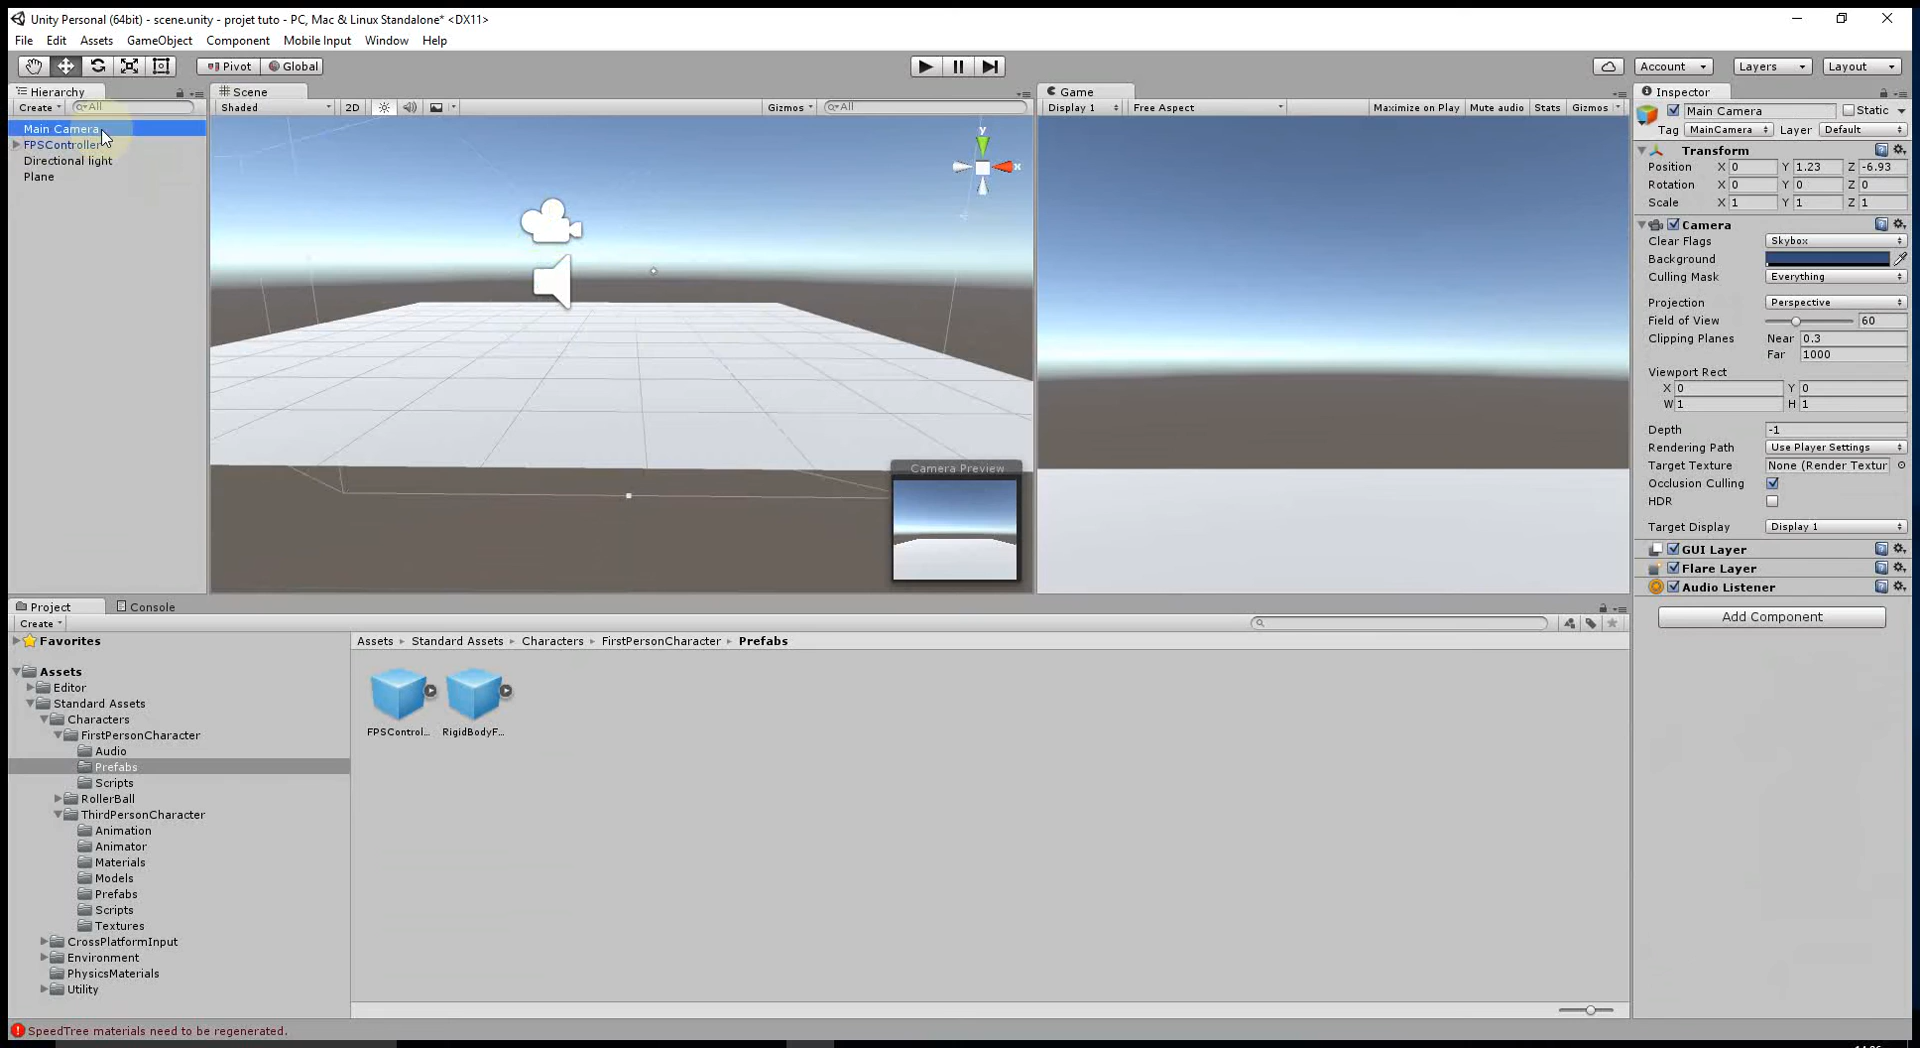 Unity Personal (64bit) - scene.unity - projet tuto - PC, Mac & Linux Standalone* <DX11>
File Edit Assets GameObject Component Mobile Input Window Help
Pivot Global Account Layers Layout
Hierarchy
Create All
Main Camera
FPSController
Directional light
Plane
Scene
Shaded 2D Gizmos All
y
x
Camera Preview
Game
Display 1 Free Aspect Maximize on Play Mute audio Stats Gizmos
Inspector
Main Camera Static
Tag MainCamera Layer Default
Transform
Position X 0 Y 1.23 Z -6.93
Rotation X 0 Y 0 Z 0
Scale X 1 Y 1 Z 1
Camera
Clear Flags Skybox
Background
Culling Mask Everything
Projection Perspective
Field of View 60
Clipping Planes Near 0.3
Far 1000
Viewport Rect
X 0 Y 0
W 1 H 1
Depth -1
Rendering Path Use Player Settings
Target Texture None (Render Textur
Occlusion Culling
HDR
Target Display Display 1
GUI Layer
Flare Layer
Audio Listener
Add Component
Project Console
Create
Favorites
Assets
Editor
Standard Assets
Characters
FirstPersonCharacter
Audio
Prefabs
Scripts
RollerBall
ThirdPersonCharacter
Animation
Animator
Materials
Models
Prefabs
Scripts
Textures
CrossPlatformInput
Environment
PhysicsMaterials
Utility
Assets Standard Assets Characters FirstPersonCharacter Prefabs
FPSControl... RigidBodyF...
SpeedTree materials need to be regenerated.